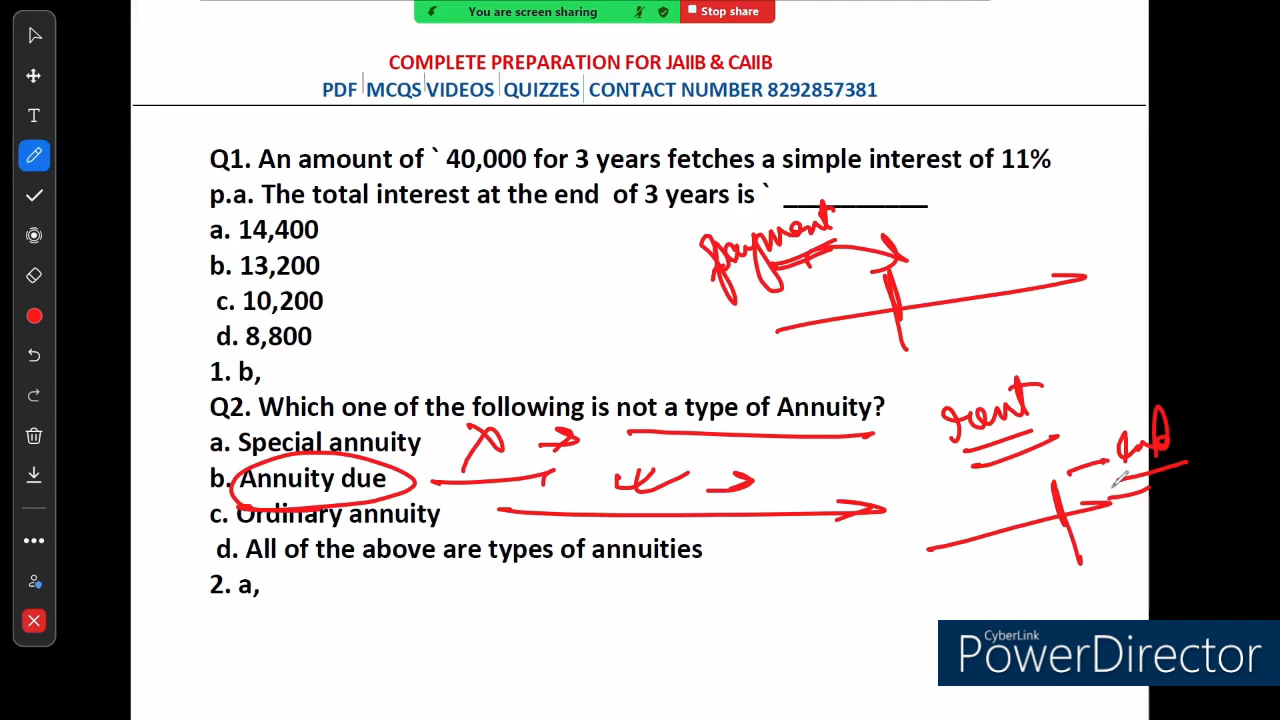 You are screen sharing Stop share
COMPLETE PREPARATION FOR JAIIB & CAIIB
PDF MCQS VIDEOS QUIZZES CONTACT NUMBER 8292857381
Q1. An amount of ` 40,000 for 3 years fetches a simple interest of 11%
p.a. The total interest at the end of 3 years is ` __________
a. 14,400
payment
b. 13,200
c. 10,200
d. 8,800
1. b,
Q2. Which one of the following is not a type of Annuity?
rent
a. Special annuity
end
b. Annuity due
c. Ordinary annuity
d. All of the above are types of annuities
2. a,
CyberLink
PowerDirector